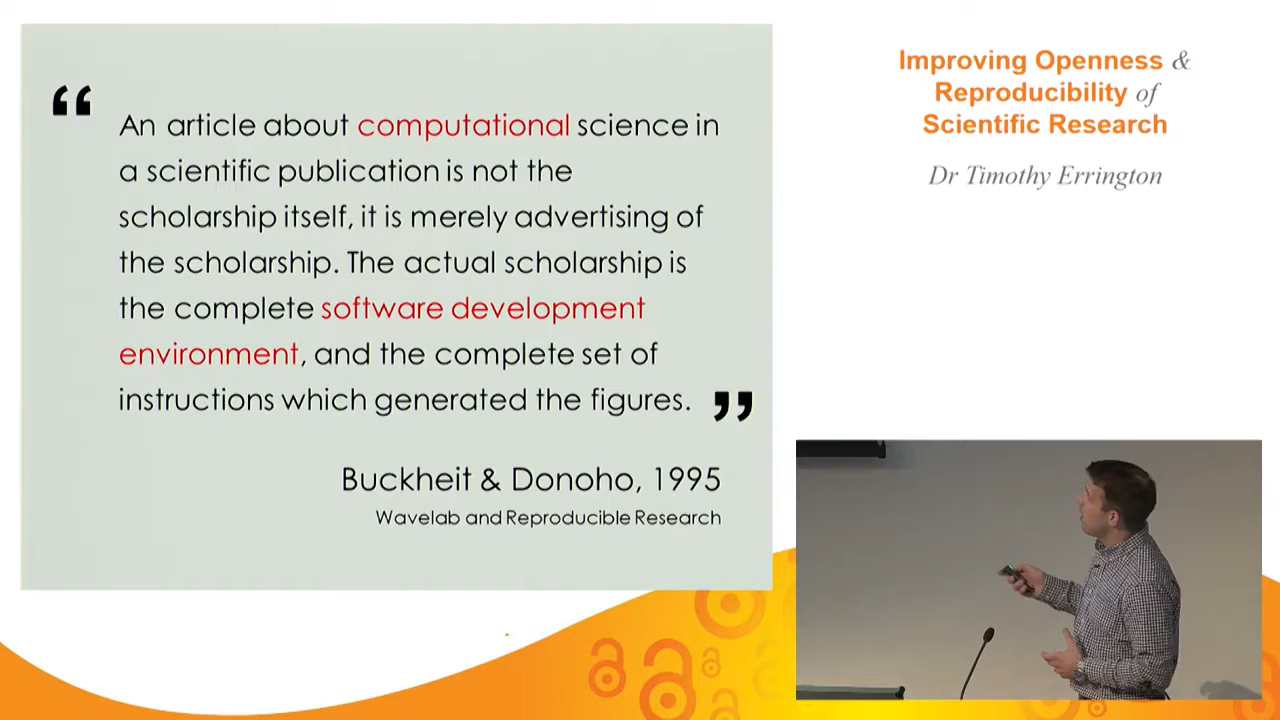 “
An article about computational science in
a scientific publication is not the
scholarship itself, it is merely advertising of
the scholarship. The actual scholarship is
the complete software development
environment, and the complete set of
instructions which generated the figures. ”
Buckheit & Donoho, 1995
Wavelab and Reproducible Research
Improving Openness &
Reproducibility of
Scientific Research
Dr Timothy Errington